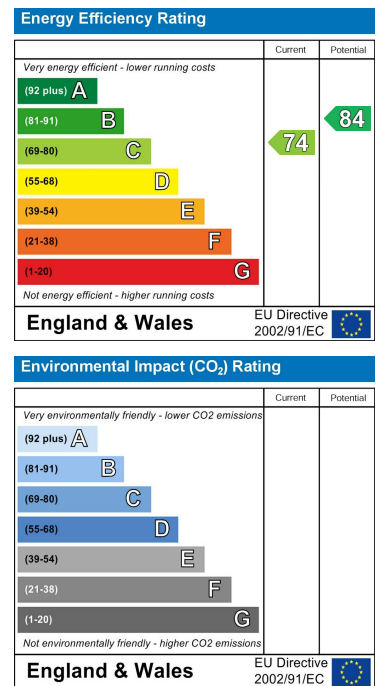 Energy Efficiency Rating
Current Potential
Very energy efficient - lower running costs
(92 plus) A
(81-91) B
84
(69-80) C
74
(55-68) D
(39-54) E
(21-38) F
(1-20) G
Not energy efficient - higher running costs
England & Wales
EU Directive
2002/91/EC
Environmental Impact (CO₂) Rating
Current Potential
Very environmentally friendly - lower CO2 emissions
(92 plus) A
(81-91) B
(69-80) C
(55-68) D
(39-54) E
(21-38) F
(1-20) G
Not environmentally friendly - higher CO2 emissions
England & Wales
EU Directive
2002/91/EC